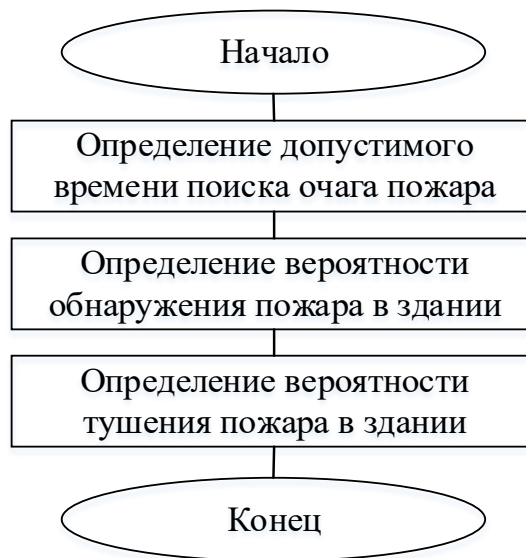 Начало
Определение допустимого
времени поиска очага пожара
Определение вероятности
обнаружения пожара в здании
Определение вероятности
тушения пожара в здании
Конец